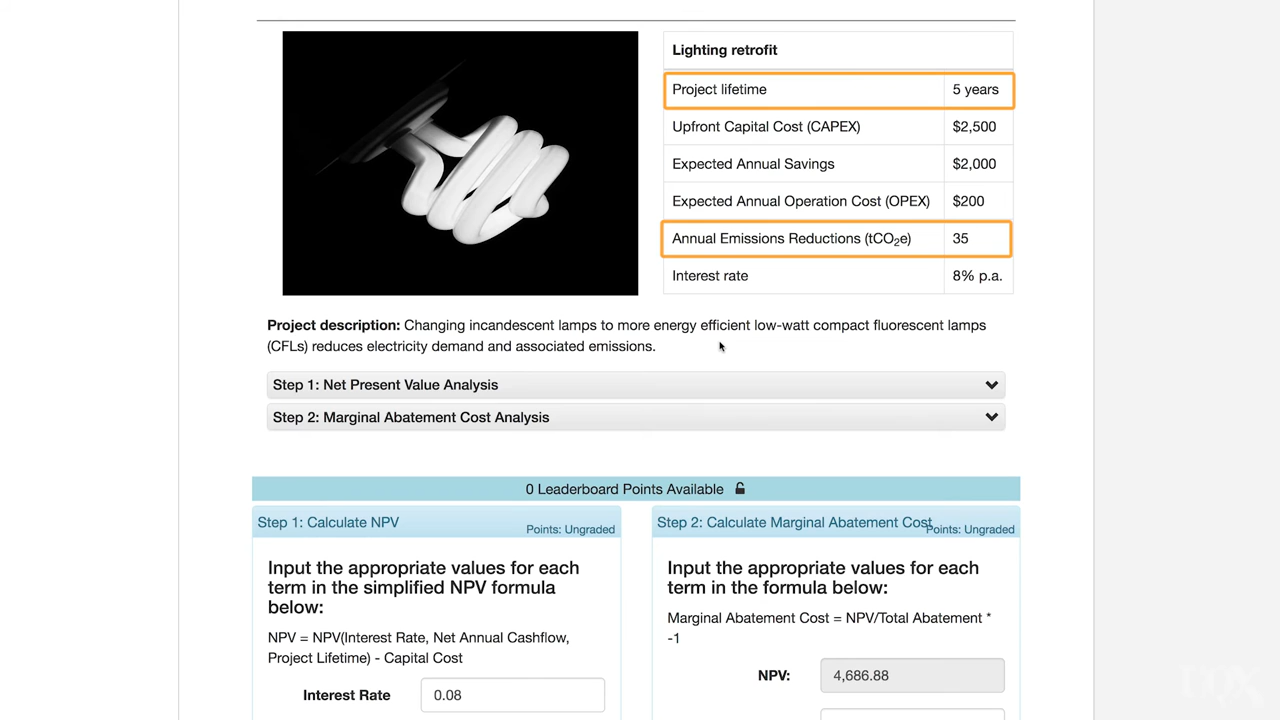 Lighting retrofit
Project lifetime 5 years
Upfront Capital Cost (CAPEX) $2,500
Expected Annual Savings $2,000
Expected Annual Operation Cost (OPEX) $200
Annual Emissions Reductions (tCO₂e) 35
Interest rate 8% p.a.
Project description: Changing incandescent lamps to more energy efficient low-watt compact fluorescent lamps
(CFLs) reduces electricity demand and associated emissions.
Step 1: Net Present Value Analysis
Step 2: Marginal Abatement Cost Analysis
0 Leaderboard Points Available
Step 1: Calculate NPV
Points: Ungraded
Input the appropriate values for each
term in the simplified NPV formula
below:
NPV = NPV(Interest Rate, Net Annual Cashflow,
Project Lifetime) - Capital Cost
Interest Rate 0.08
Step 2: Calculate Marginal Abatement Cost
Points: Ungraded
Input the appropriate values for each
term in the formula below:
Marginal Abatement Cost = NPV/Total Abatement *
-1
NPV: 4,686.88